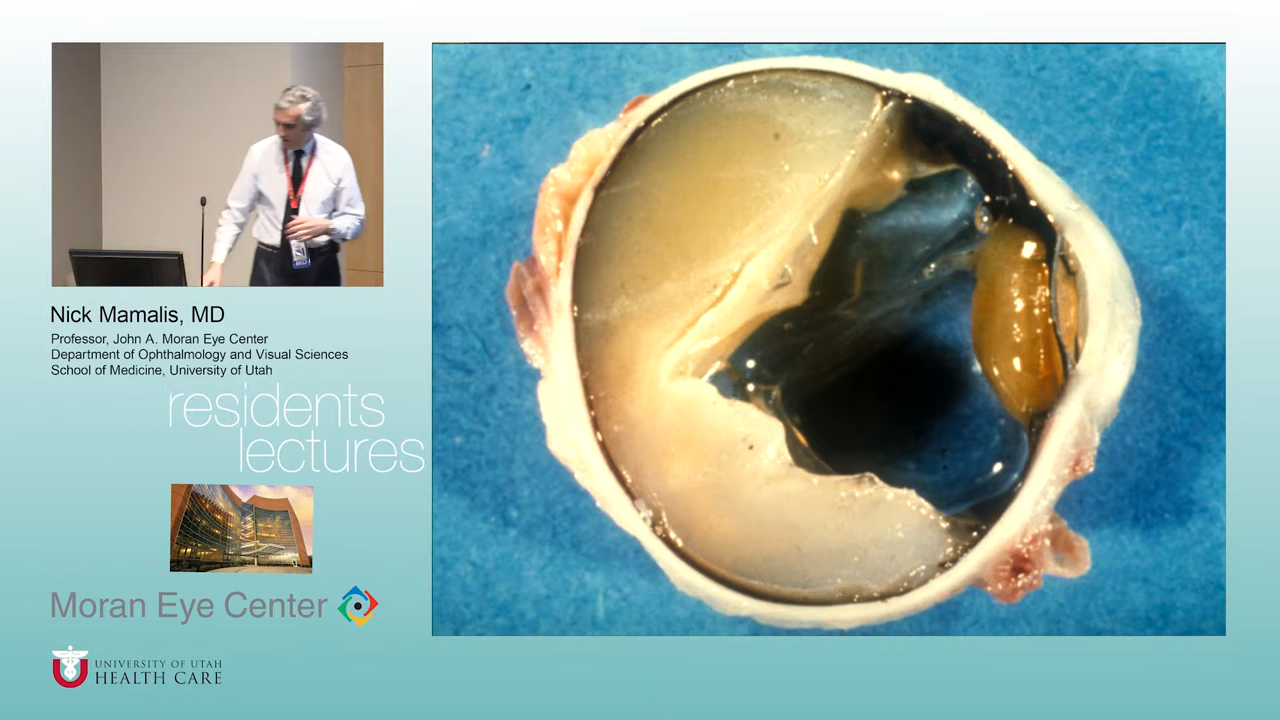 Nick Mamalis, MD
Professor, John A. Moran Eye Center
Department of Ophthalmology and Visual Sciences
School of Medicine, University of Utah
residents
lectures
Moran Eye Center
UNIVERSITY OF UTAH
HEALTH CARE